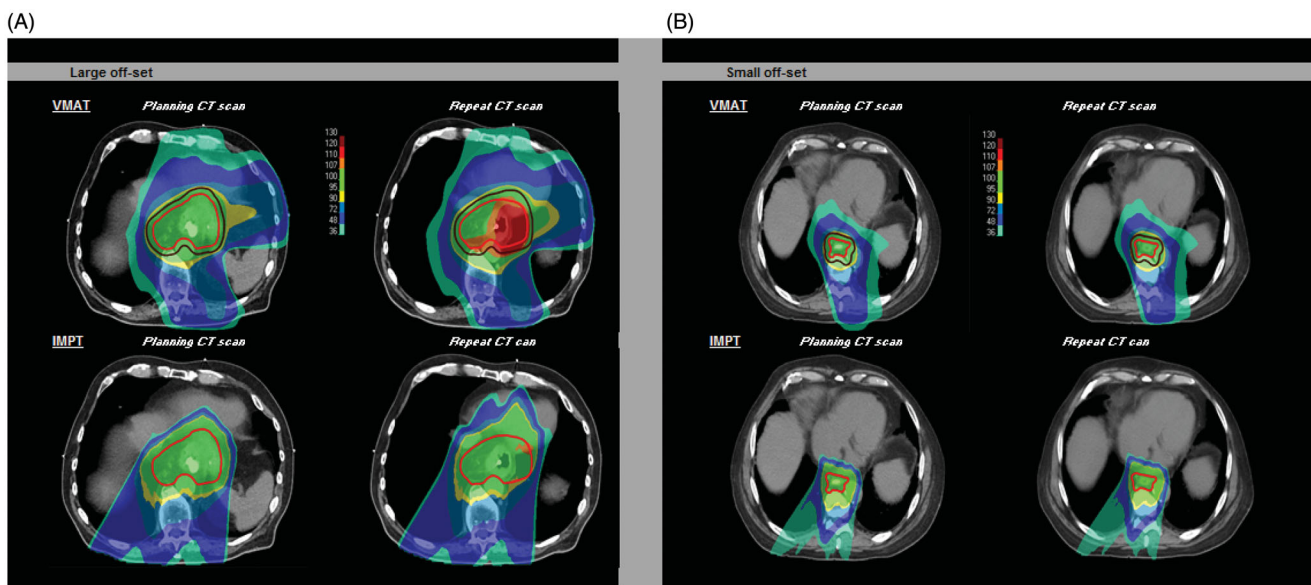 (A)
Large off-set
VMAT
Planning CT scan
Repeat CT scan
130
120
110
107
100
95
90
72
48
36
IMPT
Planning CT scan
Repeat CT can
(B)
Small off-set
VMAT
Planning CT scan
Repeat CT scan
130
120
110
107
100
95
90
72
48
36
IMPT
Planning CT scan
Repeat CT can